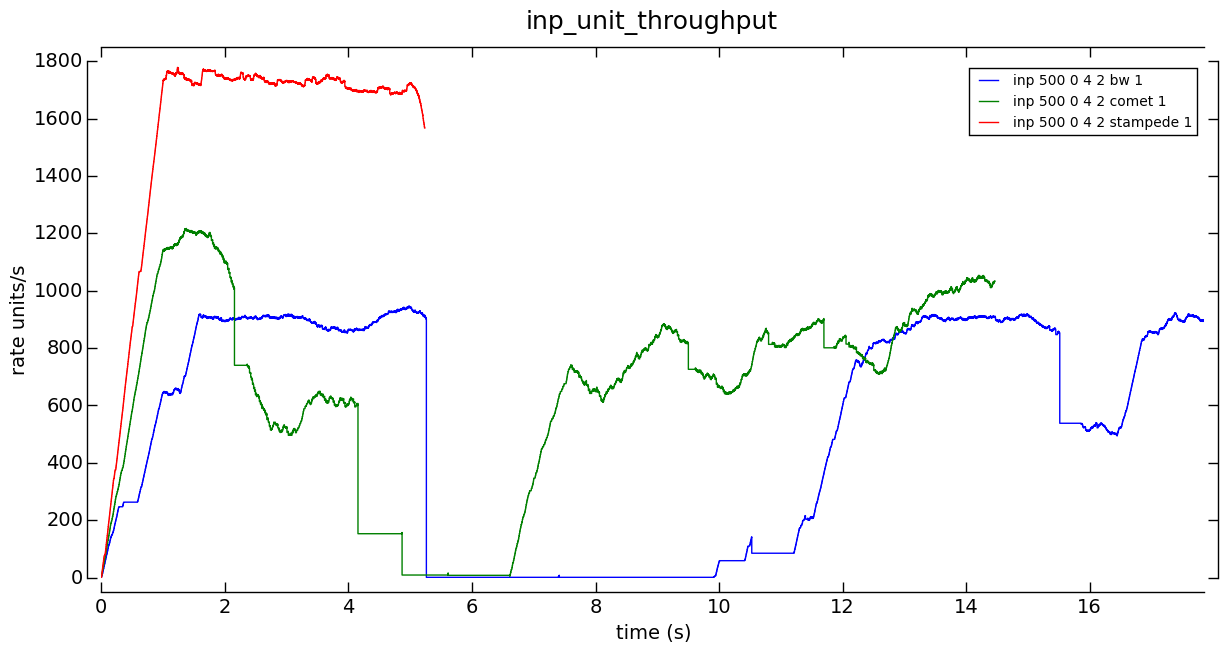 inp_unit_throughput
1800
1600
1400
1200
1000
800
600
400
200
0
rate units/s
inp 500 0 4 2 bw 1
inp 500 0 4 2 comet 1
inp 500 0 4 2 stampede 1
0 2 4 6 8 10 12 14 16
time (s)